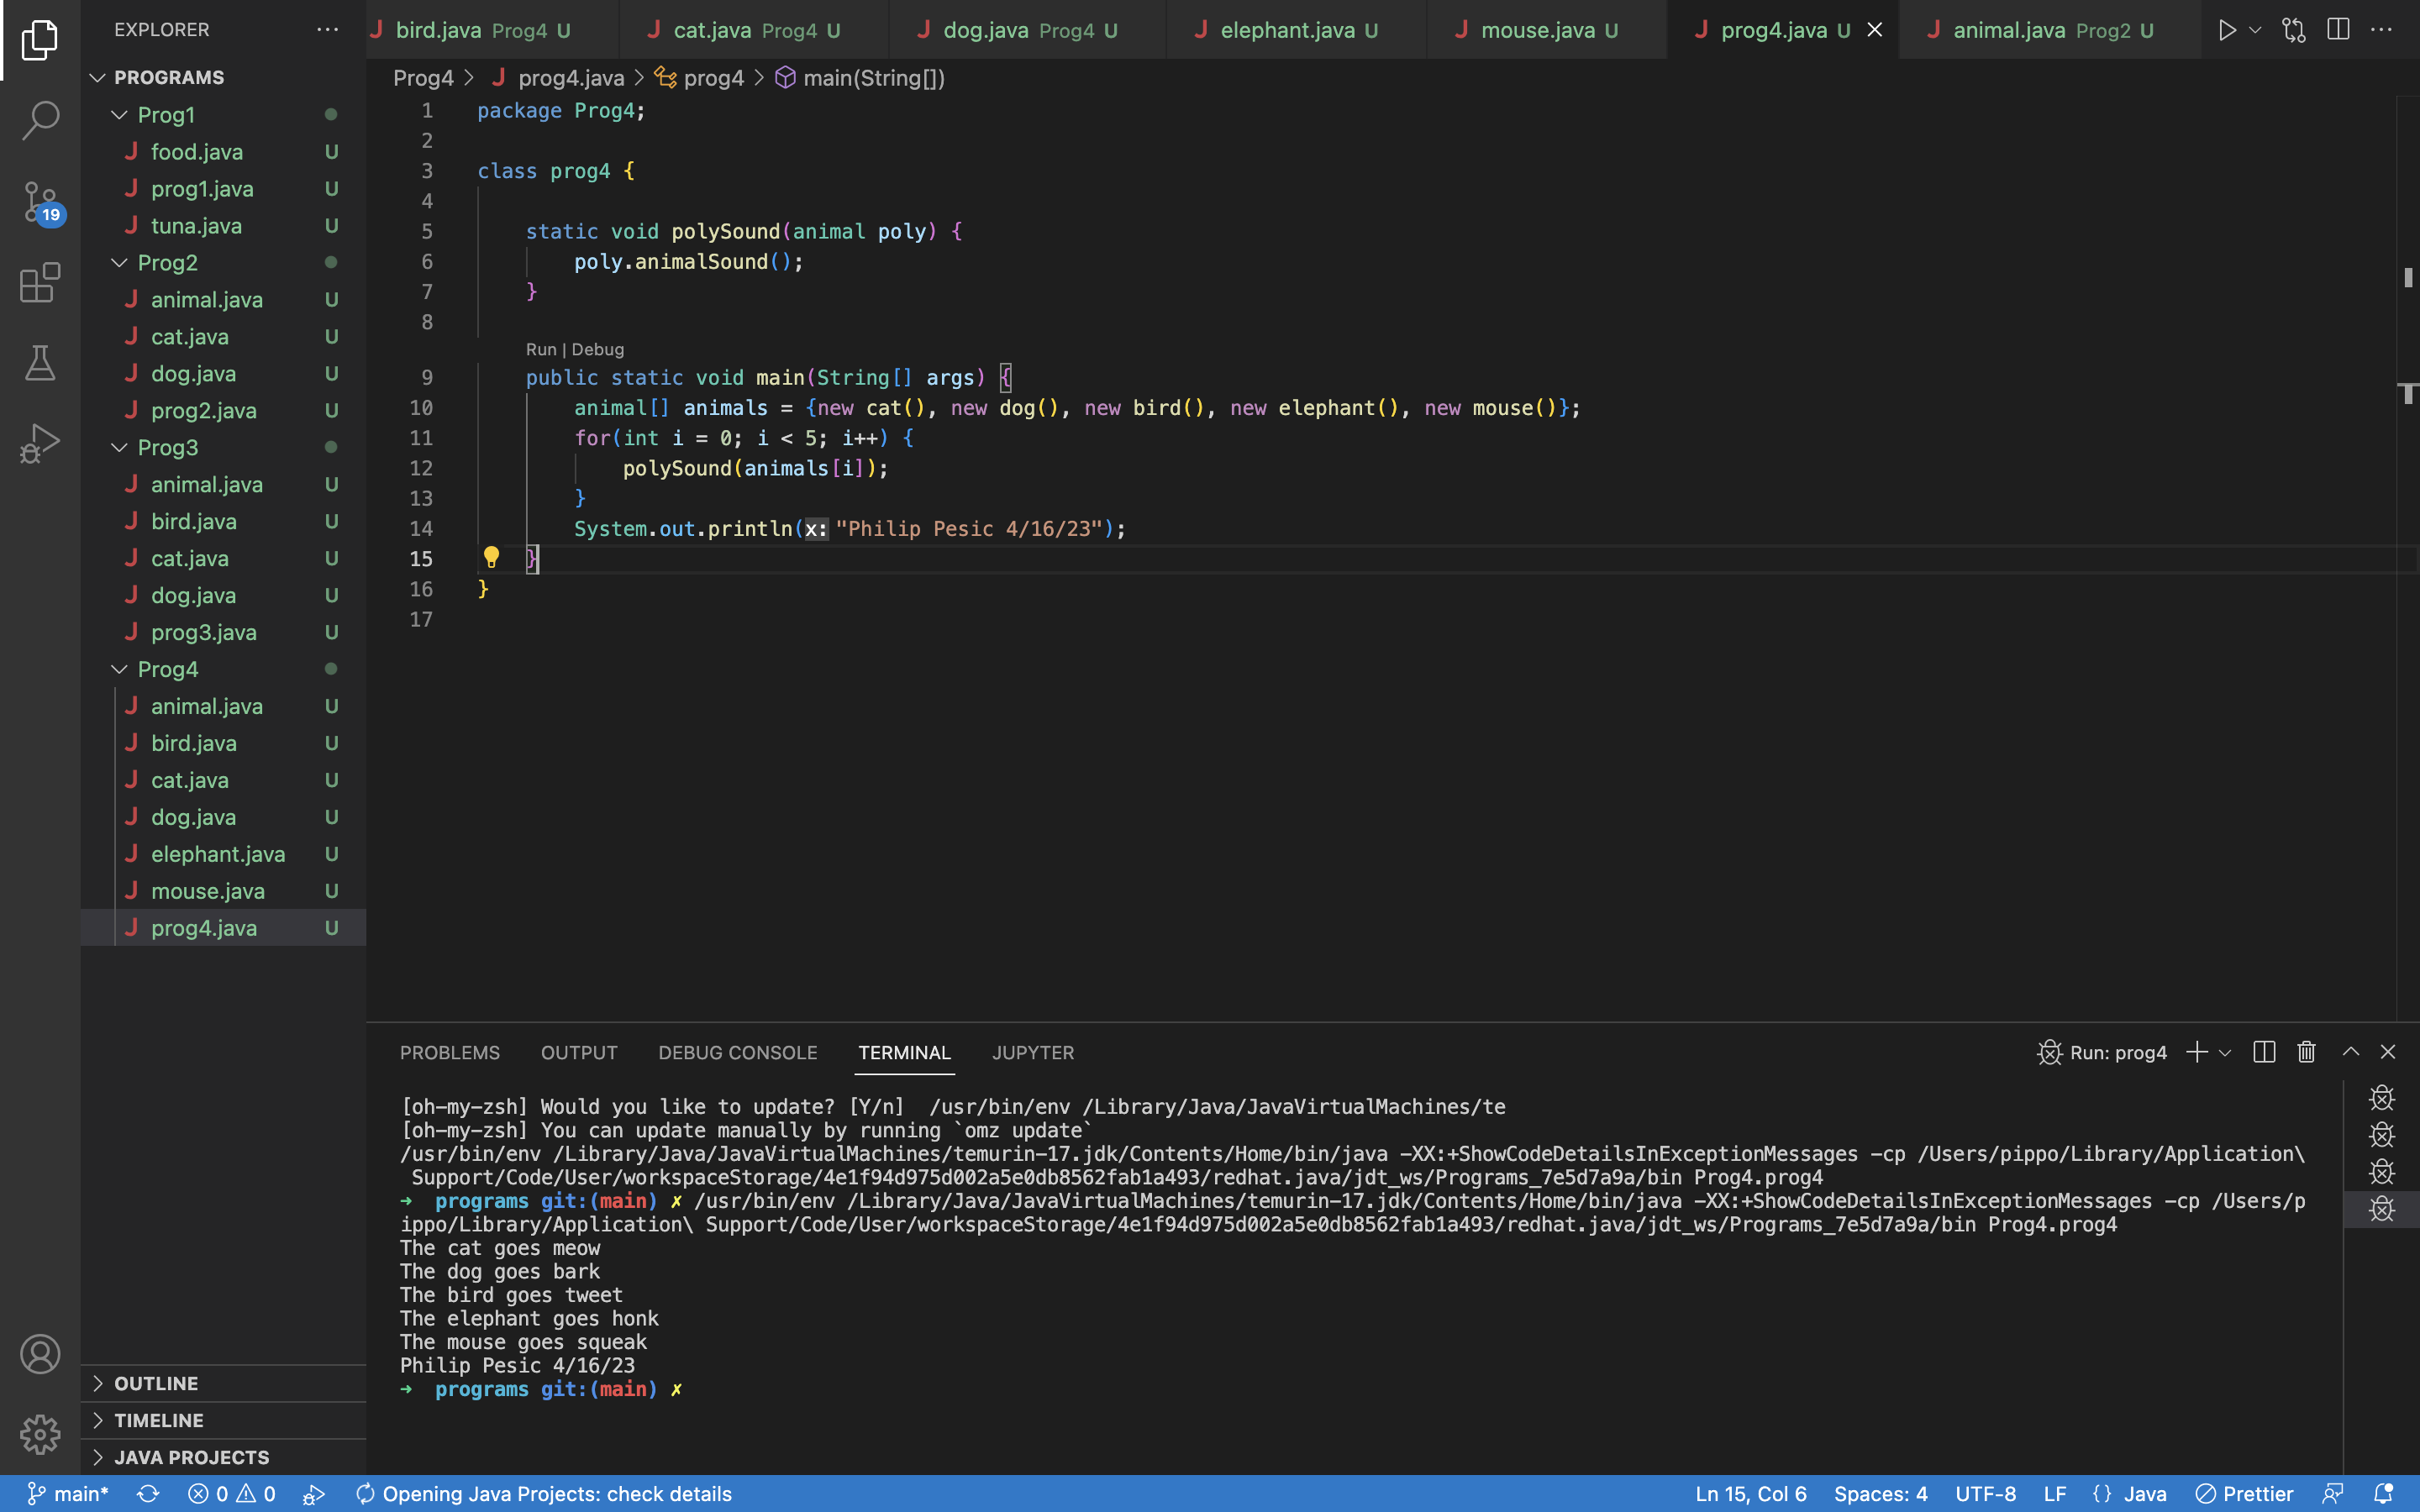 EXPLORER
PROGRAMS
Prog1
food.java U
prog1.java U
tuna.java U
Prog2
animal.java U
cat.java U
dog.java U
prog2.java U
Prog3
animal.java U
bird.java U
cat.java U
dog.java U
prog3.java U
Prog4
animal.java U
bird.java U
cat.java U
dog.java U
elephant.java U
mouse.java U
prog4.java U
OUTLINE
TIMELINE
JAVA PROJECTS
19
bird.java Prog4 U cat.java Prog4 U dog.java Prog4 U elephant.java U mouse.java U prog4.java U animal.java Prog2 U
Prog4 > prog4.java > prog4 > main(String[])
1 package Prog4;
2
3 class prog4 {
4
5 static void polySound(animal poly) {
6 poly.animalSound();
7 }
8
Run | Debug
9 public static void main(String[] args) {
10 animal[] animals = {new cat(), new dog(), new bird(), new elephant(), new mouse()};
11 for(int i = 0; i < 5; i++) {
12 polySound(animals[i]);
13 }
14 System.out.println(x: "Philip Pesic 4/16/23");
15 }
16 }
17
PROBLEMS OUTPUT DEBUG CONSOLE TERMINAL JUPYTER Run: prog4
[oh-my-zsh] Would you like to update? [Y/n]  /usr/bin/env /Library/Java/JavaVirtualMachines/te
[oh-my-zsh] You can update manually by running `omz update`
/usr/bin/env /Library/Java/JavaVirtualMachines/temurin-17.jdk/Contents/Home/bin/java -XX:+ShowCodeDetailsInExceptionMessages -cp /Users/pippo/Library/Application\
 Support/Code/User/workspaceStorage/4e1f94d975d002a5e0db8562fab1a493/redhat.java/jdt_ws/Programs_7e5d7a9a/bin Prog4.prog4
➜  programs git:(main) ✗ /usr/bin/env /Library/Java/JavaVirtualMachines/temurin-17.jdk/Contents/Home/bin/java -XX:+ShowCodeDetailsInExceptionMessages -cp /Users/p
ippo/Library/Application\ Support/Code/User/workspaceStorage/4e1f94d975d002a5e0db8562fab1a493/redhat.java/jdt_ws/Programs_7e5d7a9a/bin Prog4.prog4
The cat goes meow
The dog goes bark
The bird goes tweet
The elephant goes honk
The mouse goes squeak
Philip Pesic 4/16/23
➜  programs git:(main) ✗
main* 0 0 Opening Java Projects: check details Ln 15, Col 6 Spaces: 4 UTF-8 LF {} Java Prettier